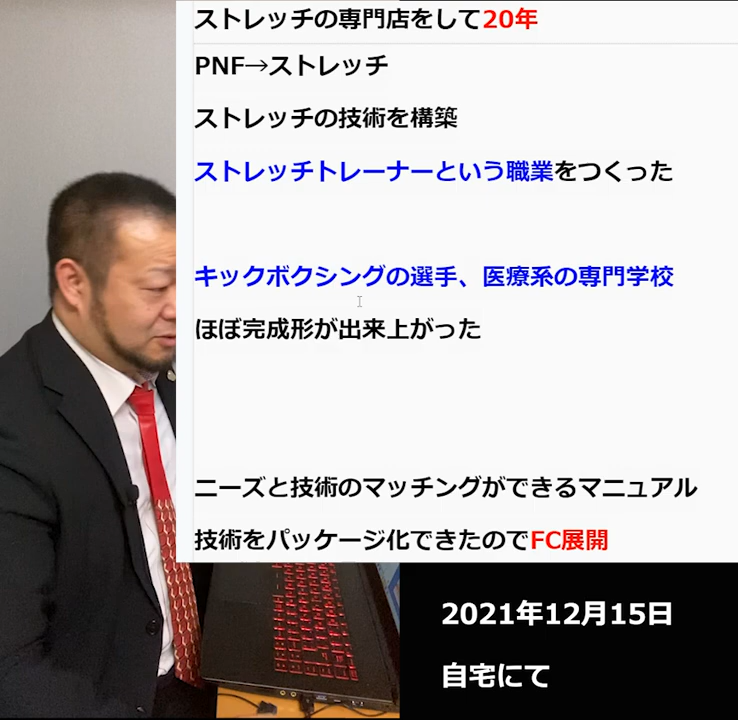 ストレッチの専門店をして20年
PNF→ストレッチ
ストレッチの技術を構築
ストレッチトレーナーという職業をつくった
キックボクシングの選手、医療系の専門学校
ほぼ完成形が出来上がった
ニーズと技術のマッチングができるマニュアル
技術をパッケージ化できたのでFC展開
2021年12月15日
自宅にて